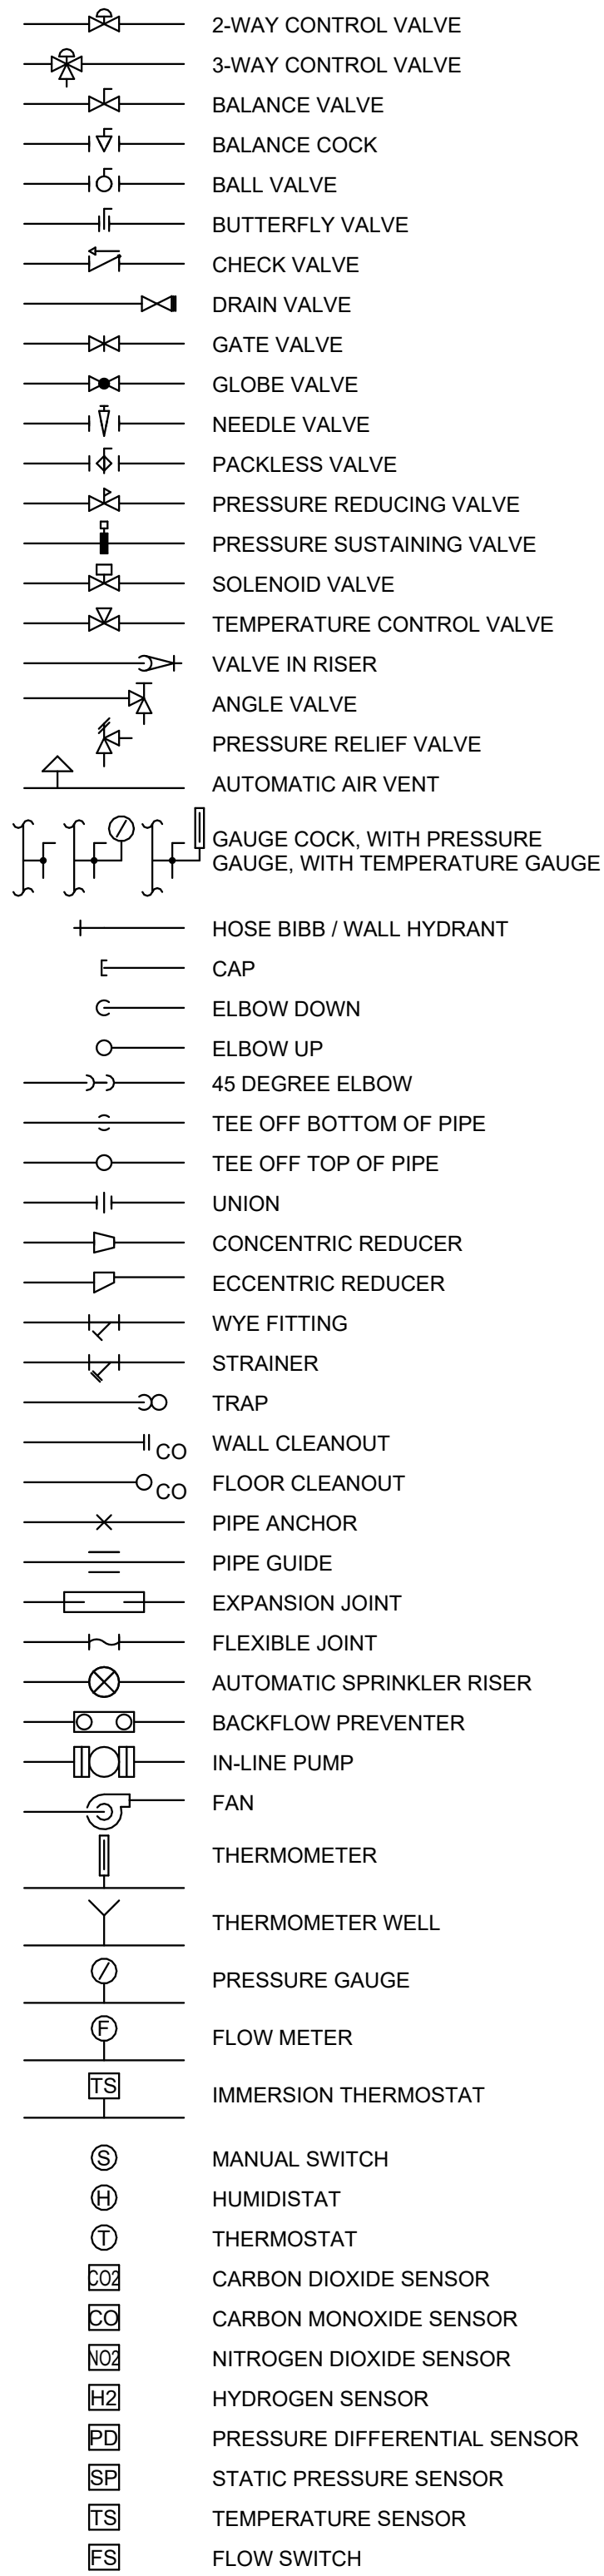 2-WAY CONTROL VALVE
3-WAY CONTROL VALVE
BALANCE VALVE
BALANCE COCK
BALL VALVE
BUTTERFLY VALVE
CHECK VALVE
DRAIN VALVE
GATE VALVE
GLOBE VALVE
NEEDLE VALVE
PACKLESS VALVE
PRESSURE REDUCING VALVE
PRESSURE SUSTAINING VALVE
SOLENOID VALVE
TEMPERATURE CONTROL VALVE
VALVE IN RISER
ANGLE VALVE
PRESSURE RELIEF VALVE
AUTOMATIC AIR VENT
GAUGE COCK, WITH PRESSURE
GAUGE, WITH TEMPERATURE GAUGE
HOSE BIBB / WALL HYDRANT
CAP
ELBOW DOWN
ELBOW UP
45 DEGREE ELBOW
TEE OFF BOTTOM OF PIPE
TEE OFF TOP OF PIPE
UNION
CONCENTRIC REDUCER
ECCENTRIC REDUCER
WYE FITTING
STRAINER
TRAP
CO WALL CLEANOUT
CO FLOOR CLEANOUT
PIPE ANCHOR
PIPE GUIDE
EXPANSION JOINT
FLEXIBLE JOINT
AUTOMATIC SPRINKLER RISER
BACKFLOW PREVENTER
IN-LINE PUMP
FAN
THERMOMETER
THERMOMETER WELL
PRESSURE GAUGE
F FLOW METER
TS IMMERSION THERMOSTAT
S MANUAL SWITCH
H HUMIDISTAT
T THERMOSTAT
CO2 CARBON DIOXIDE SENSOR
CO CARBON MONOXIDE SENSOR
NO2 NITROGEN DIOXIDE SENSOR
H2 HYDROGEN SENSOR
PD PRESSURE DIFFERENTIAL SENSOR
SP STATIC PRESSURE SENSOR
TS TEMPERATURE SENSOR
FS FLOW SWITCH